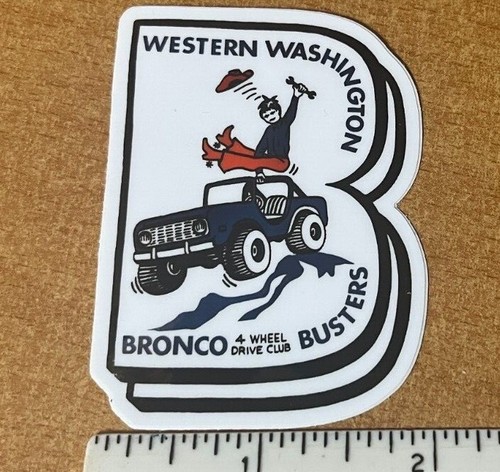 WESTERN WASHINGTON
BRONCO
4 WHEEL
DRIVE CLUB
BUSTERS
1
2